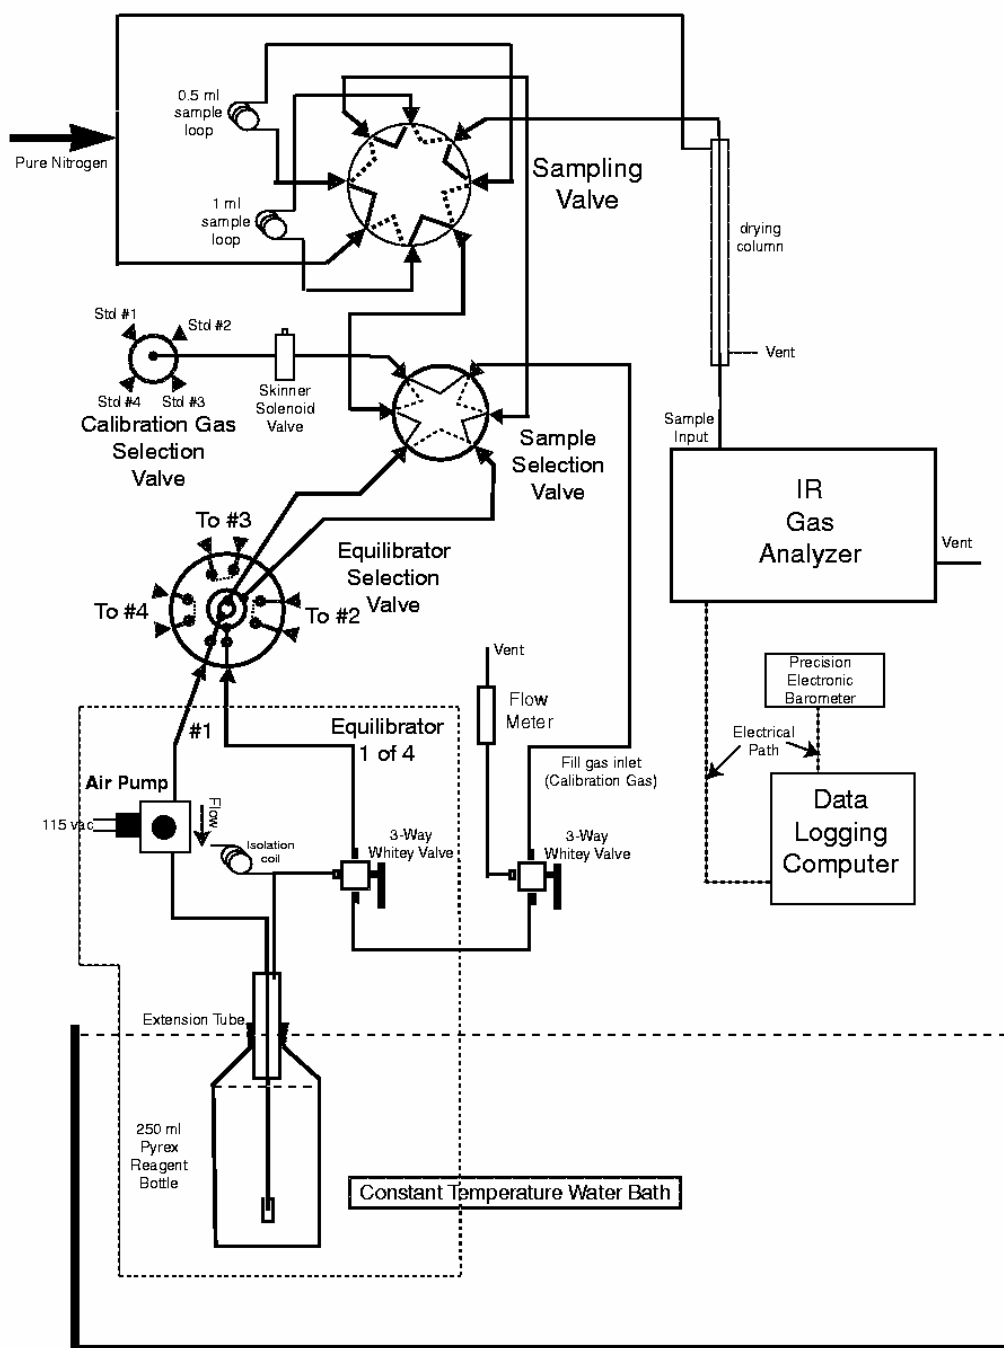 0.5 ml
sample
loop
Pure Nitrogen
1 ml
sample
loop
Sampling
Valve
drying
column
Vent
Std #1
Std #2
Std #4
Std #3
Calibration Gas
Selection
Valve
Skinner
Solenoid
Valve
Sample
Selection
Valve
Sample
Input
IR
Gas
Analyzer
Vent
To #3
To #4
To #2
Equilibrator
Selection
Valve
Vent
Flow
Meter
Precision
Electronic
Barometer
Electrical
Path
#1
Equilibrator
1 of 4
Fill gas inlet
(Calibration Gas)
Air Pump
115 vac
Flow
Isolation
coil
3-Way
Whitey Valve
3-Way
Whitey Valve
Data
Logging
Computer
Extension Tube
250 ml
Pyrex
Reagent
Bottle
Constant Temperature Water Bath